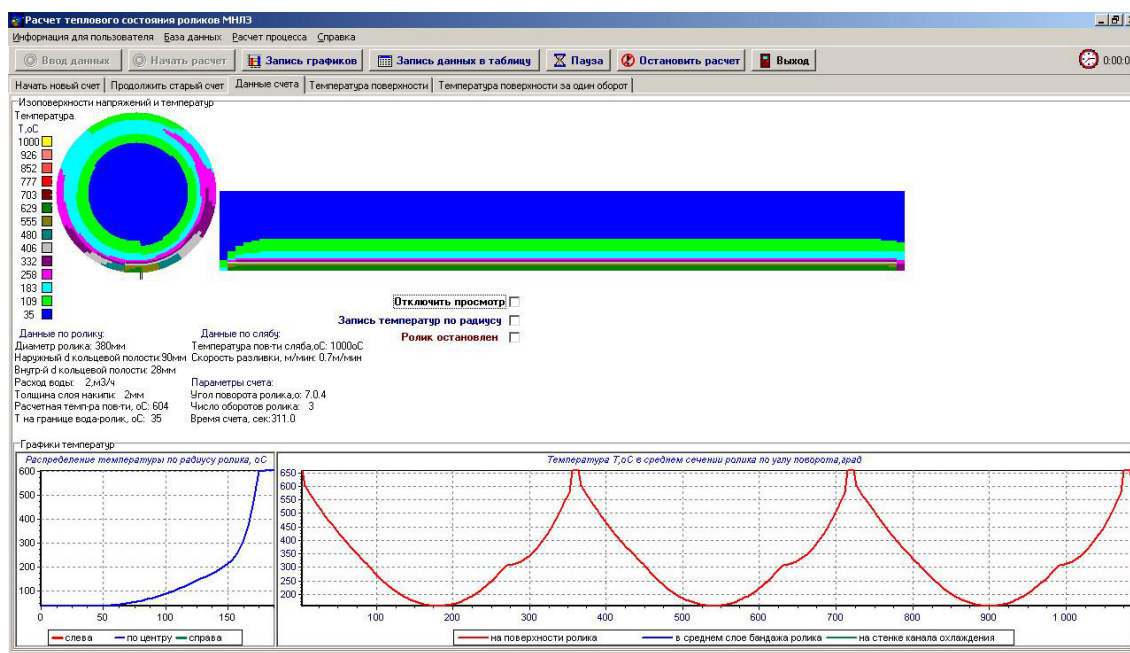 Расчет теплового состояния роликов МНЛЗ
Информация для пользователя База данных Расчет процесса Справка
Ввод данных Начать расчет Запись графиков Запись данных в таблицу Пауза Остановить расчет Выход 0:00:0
Начать новый счет Продолжить старый счет Данные счета Температура поверхности Температура поверхности за один оборот
Изоповерхности напряжений и температур
Температура
T,oC
1000
926
852
777
703
629
555
480
406
332
258
183
109
35
Отключить просмотр
Запись температур по радиусу
Ролик остановлен
Данные по ролику: Данные по слябу:
Диаметр ролика: 380мм Температура пов-ти сляба,оС: 1000оС
Наружный d кольцевой полости:90мм Скорость разливки, м/мин: 0.7м/мин
Внутр-й d кольцевой полости: 28мм
Расход воды: 2,м3/ч Параметры счета:
Толщина слоя накипи: 2мм Угол поворота ролика,о: 7.0.4
Расчетная темп-ра пов-ти, оС: 604 Число оборотов ролика: 3
Т на границе вода-ролик, оС: 35 Время счета, сек:311.0
Графики температур
Распределение температуры по радиусу ролика, оС Температура Т,оС в среднем сечении ролика по углу поворота,град
600
500
400
300
200
100
0 50 100 150
650
600
550
500
450
400
350
300
250
200
100 200 300 400 500 600 700 800 900 1 000
слева по центру справа на поверхности ролика в среднем слое бандажа ролика на стенке канала охлаждения